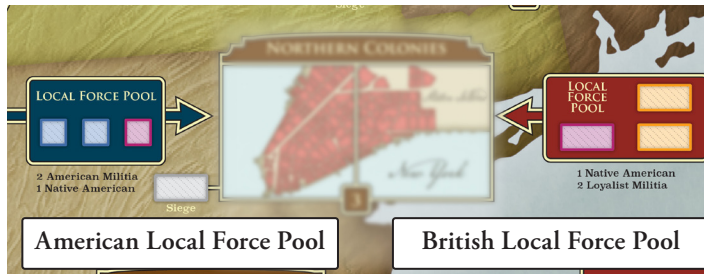 Siege
NORTHERN COLONIES
LOCAL FORCE POOL
2 American Militia
1 Native American
Siege
New York
3
LOCAL
FORCE
POOL
1 Native American
2 Loyalist Militia
American Local Force Pool
British Local Force Pool